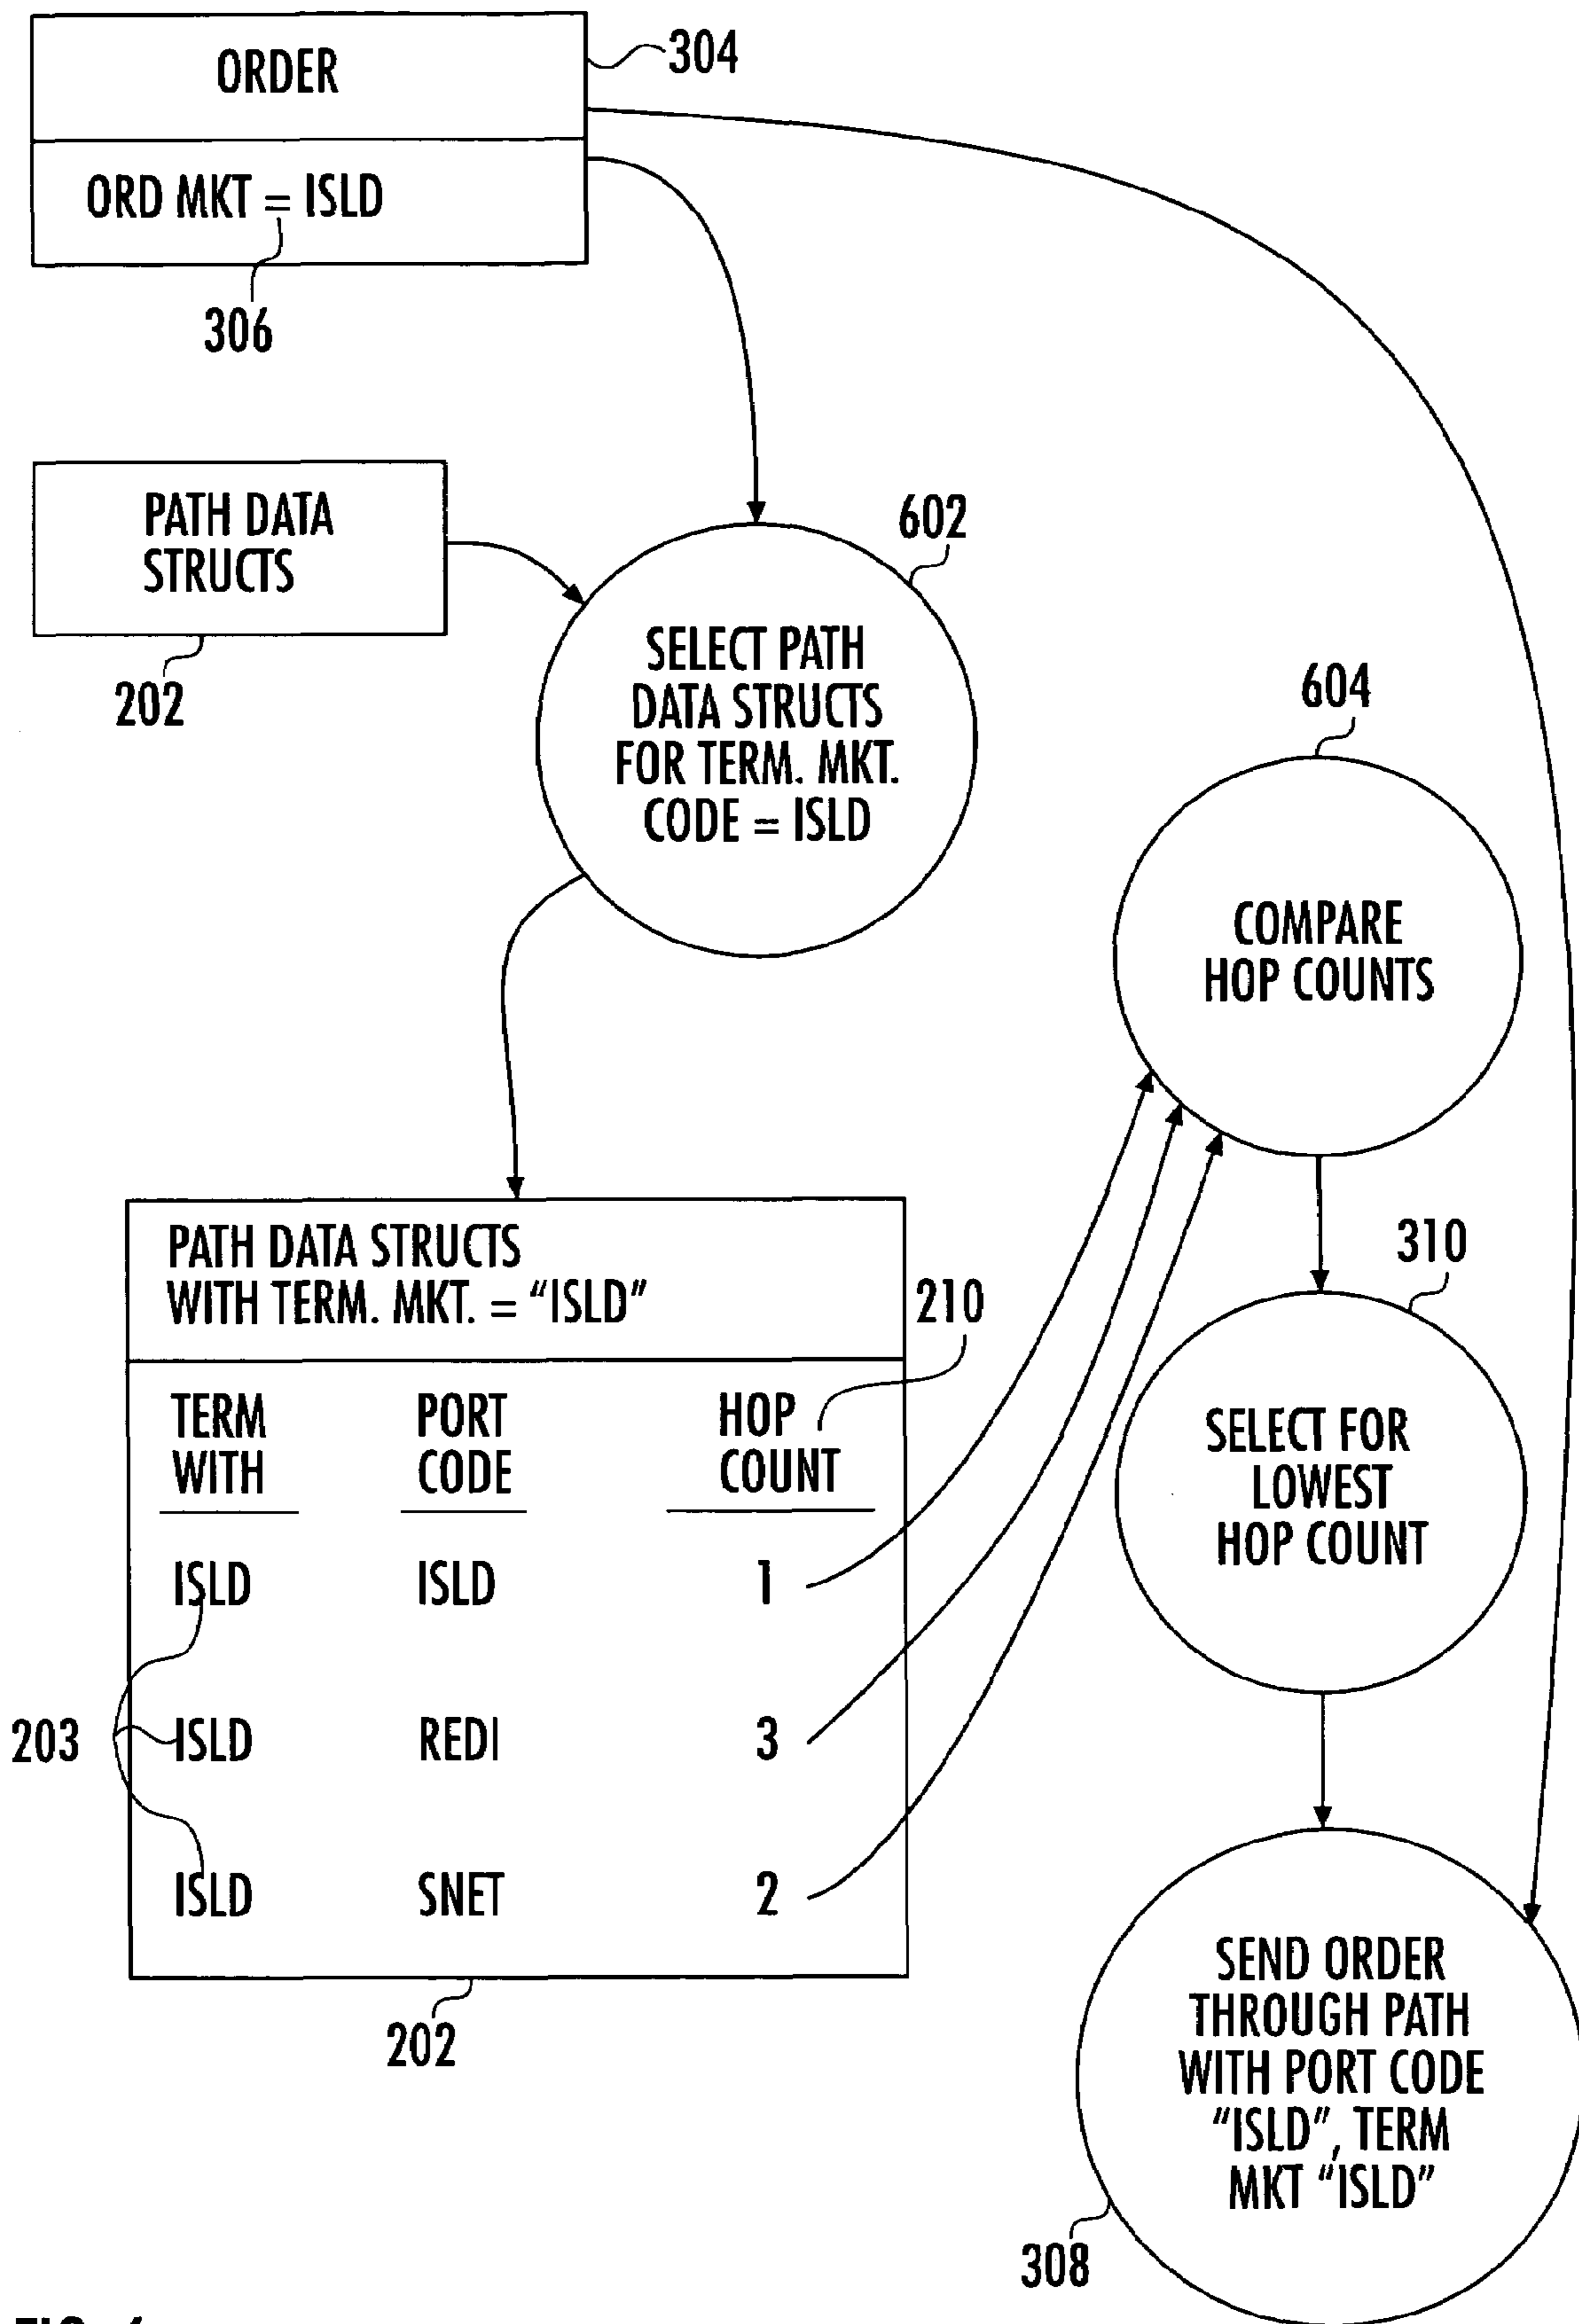 ORDER
304
ORD MKT = ISLD
306
PATH DATA
STRUCTS
202
602
SELECT PATH
DATA STRUCTS
FOR TERM. MKT.
CODE = ISLD
604
COMPARE
HOP COUNTS
310
SELECT FOR
LOWEST
HOP COUNT
PATH DATA STRUCTS
WITH TERM. MKT. = "ISLD"
210
TERM WITH PORT CODE HOP COUNT
ISLD ISLD 1
203
ISLD REDI 3
ISLD SNET 2
202
SEND ORDER
THROUGH PATH
WITH PORT CODE
"ISLD", TERM
MKT "ISLD"
308